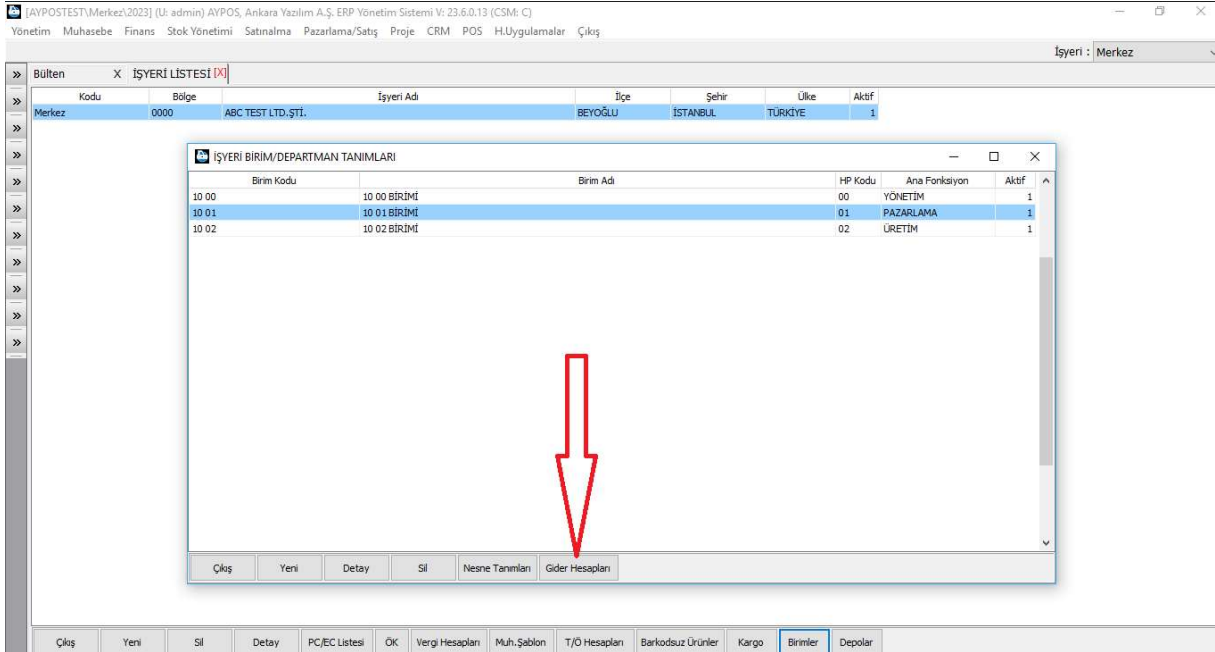 [AYPOSTEST\Merkez\2023] (U: admin) AYPOS, Ankara Yazılım A.Ş. ERP Yönetim Sistemi V: 23.6.0.13 (CSM: C)
Yönetim Muhasebe Finans Stok Yönetimi Satınalma Pazarlama/Satış Proje CRM POS H.Uygulamalar Çıkış
İşyeri : Merkez
Bülten X İŞYERİ LİSTESİ [X]
Kodu Bölge İşyeri Adı İlçe Şehir Ülke Aktif
Merkez 0000 ABC TEST LTD.ŞTİ. BEYOĞLU İSTANBUL TÜRKİYE 1
İŞYERİ BİRİM/DEPARTMAN TANIMLARI
Birim Kodu Birim Adı HP Kodu Ana Fonksiyon Aktif
10 00 10 00 BİRİMİ 00 YÖNETİM 1
10 01 10 01 BİRİMİ 01 PAZARLAMA 1
10 02 10 02 BİRİMİ 02 ÜRETİM 1
Çıkış Yeni Detay Sil Nesne Tanımları Gider Hesapları
Çıkış Yeni Sil Detay PC/EC Listesi ÖK Vergi Hesapları Muh.Şablon T/Ö Hesapları Barkodsuz Ürünler Kargo Birimler Depolar